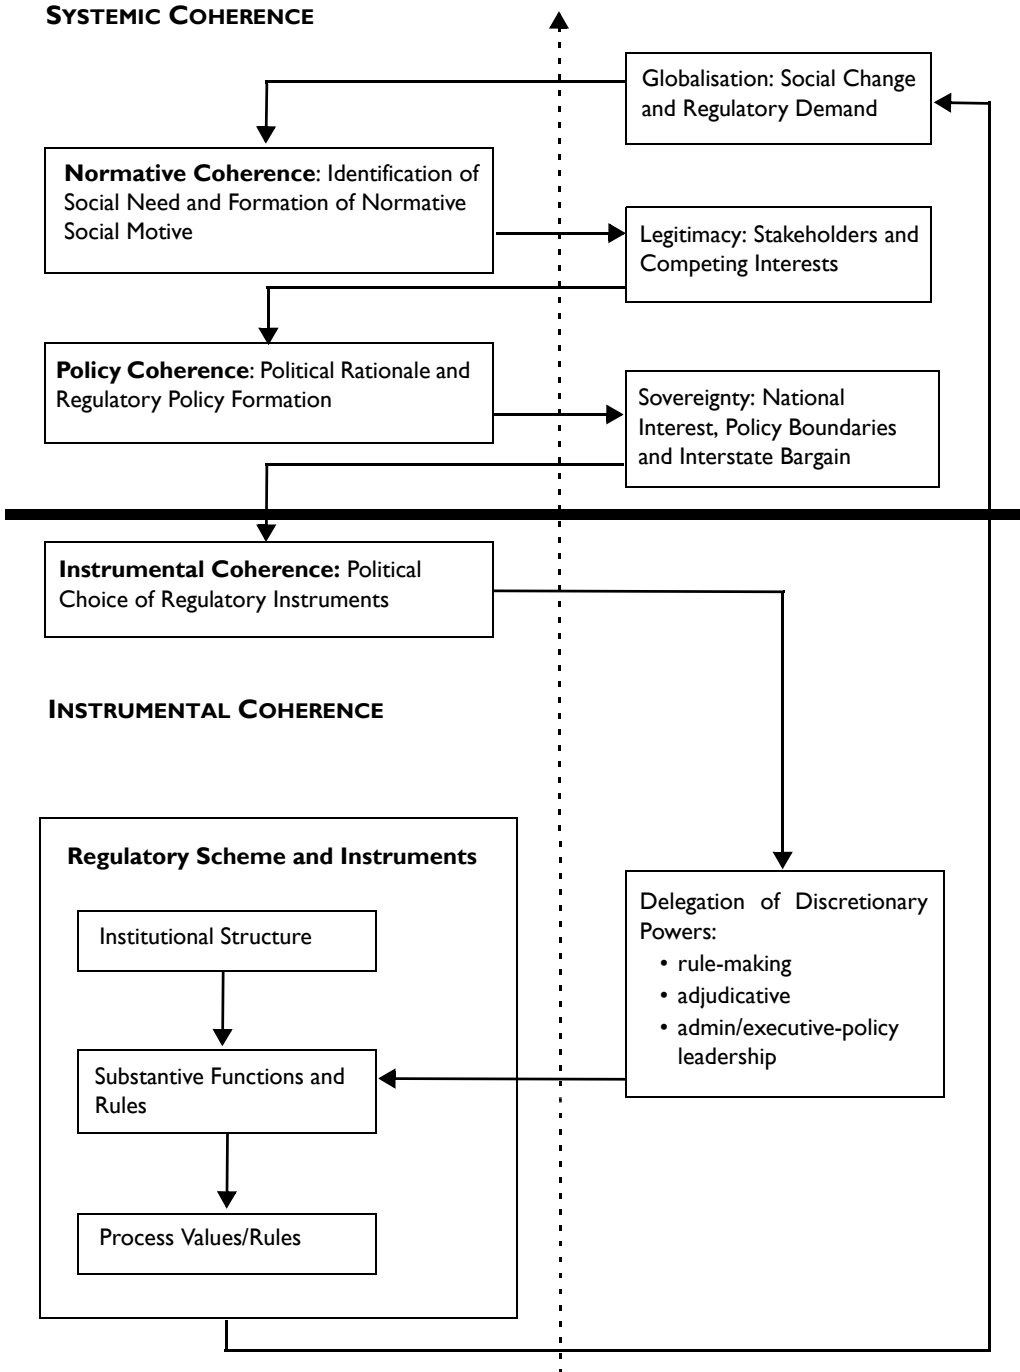 SYSTEMIC COHERENCE
Globalisation: Social Change
and Regulatory Demand
Normative Coherence: Identification of
Social Need and Formation of Normative
Social Motive
Legitimacy: Stakeholders and
Competing Interests
Policy Coherence: Political Rationale and
Regulatory Policy Formation
Sovereignty: National
Interest, Policy Boundaries
and Interstate Bargain
Instrumental Coherence: Political
Choice of Regulatory Instruments
INSTRUMENTAL COHERENCE
Regulatory Scheme and Instruments
Institutional Structure
Substantive Functions and
Rules
Process Values/Rules
Delegation of Discretionary
Powers:
• rule-making
• adjudicative
• admin/executive-policy
leadership